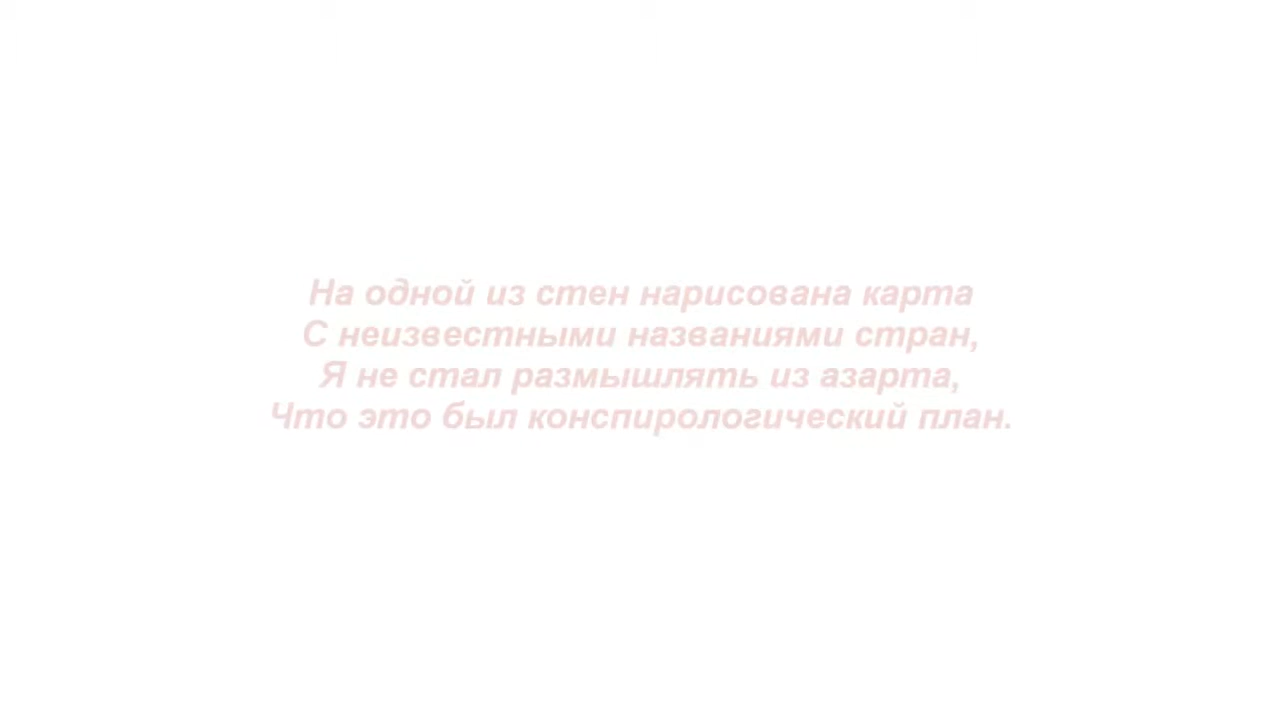 На одной из стен нарисована карта
С неизвестными названиями стран,
Я не стал размышлять из азарта,
Что это был конспирологический план.